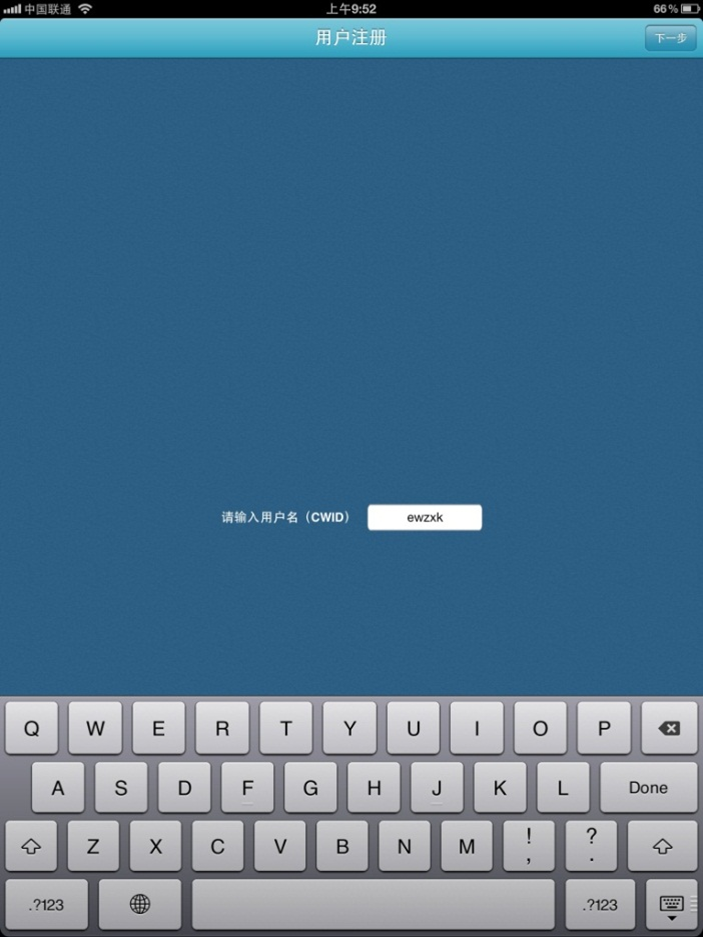 中国联通 上午9:52 66%
用户注册 下一步
请输入用户名（CWID） ewzxk
Q W E R T Y U I O P
A S D F G H J K L Done
Z X C V B N M ! , ? .
.?123 .?123